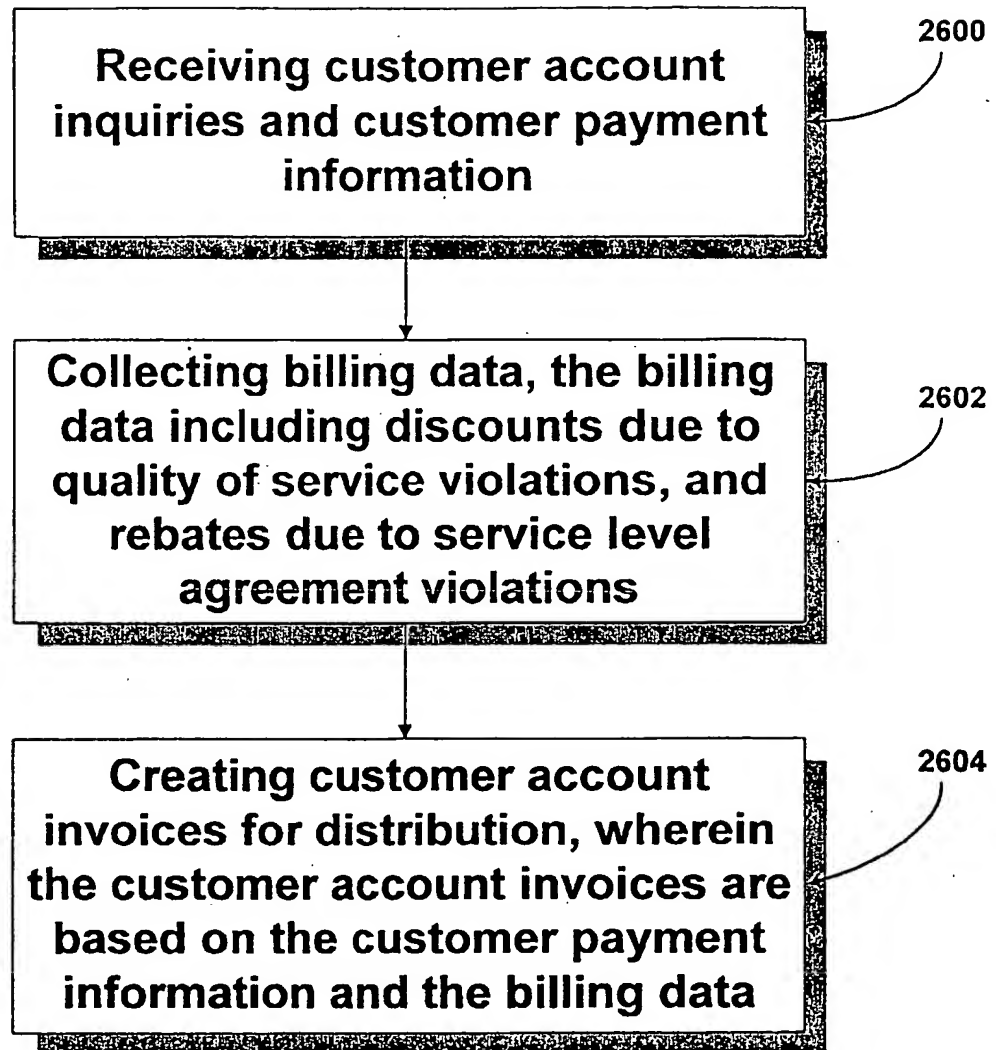 Receiving customer account
inquiries and customer payment
information
2600
Collecting billing data, the billing
data including discounts due to
quality of service violations, and
rebates due to service level
agreement violations
2602
Creating customer account
invoices for distribution, wherein
the customer account invoices are
based on the customer payment
information and the billing data
2604